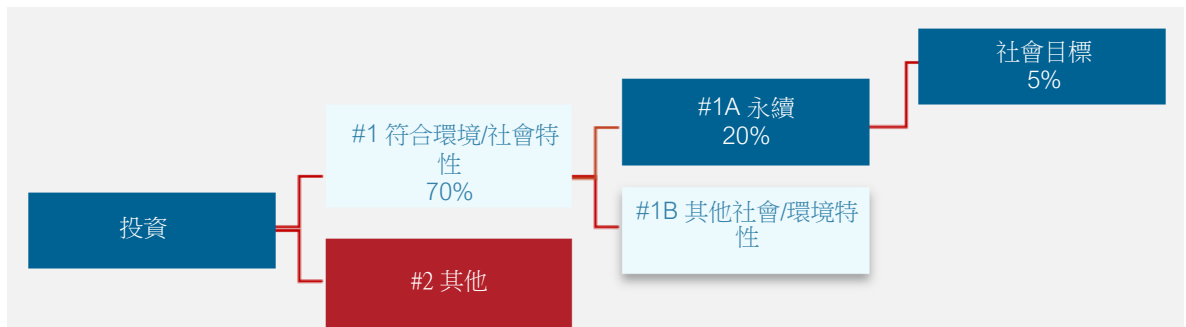 投資
#1 符合環境/社會特
性
70%
#2 其他
#1A 永續
20%
#1B 其他社會/環境特
性
社會目標
5%